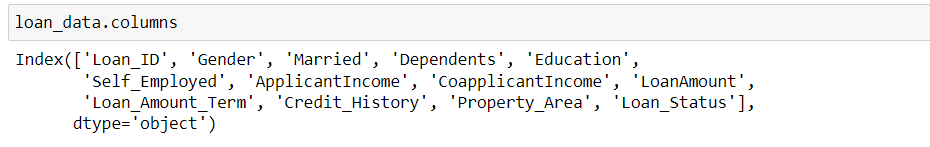 loan_data.columns
Index(['Loan_ID', 'Gender', 'Married', 'Dependents', 'Education',
'Self_Employed', 'ApplicantIncome', 'CoapplicantIncome', 'LoanAmount',
'Loan_Amount_Term', 'Credit_History', 'Property_Area', 'Loan_Status'],
dtype='object')